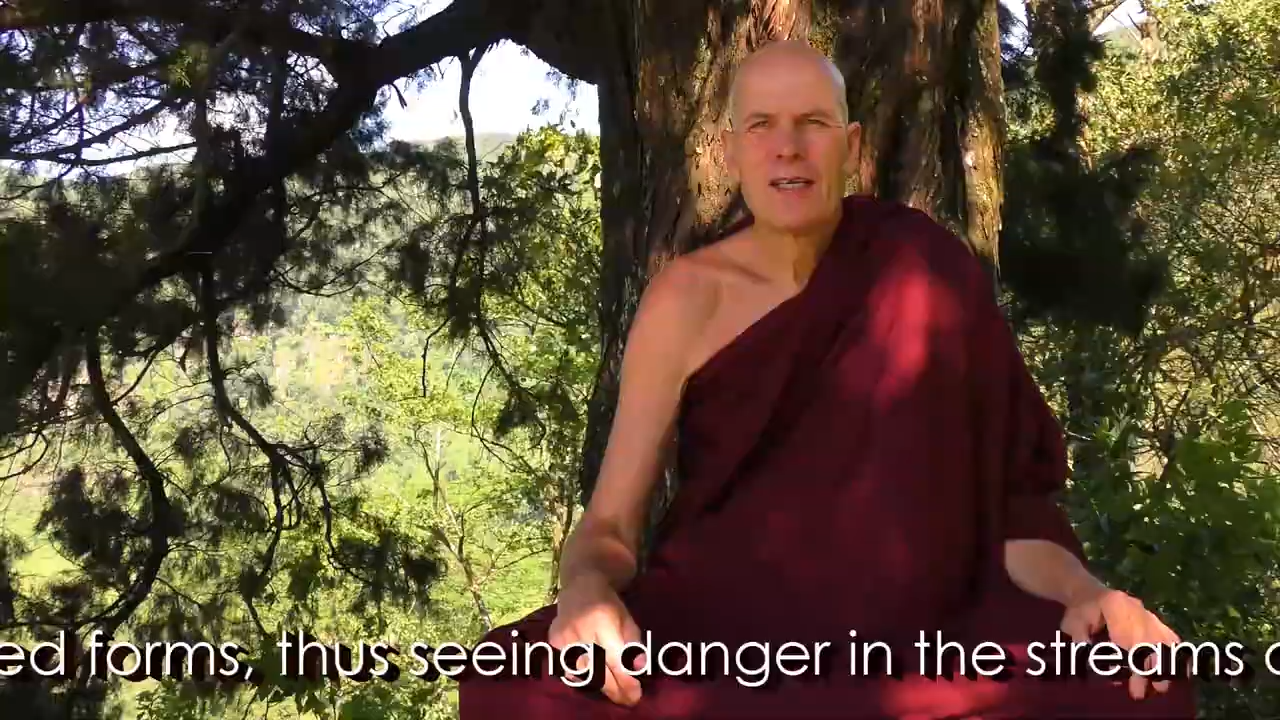 ed forms, thus seeing danger in the streams